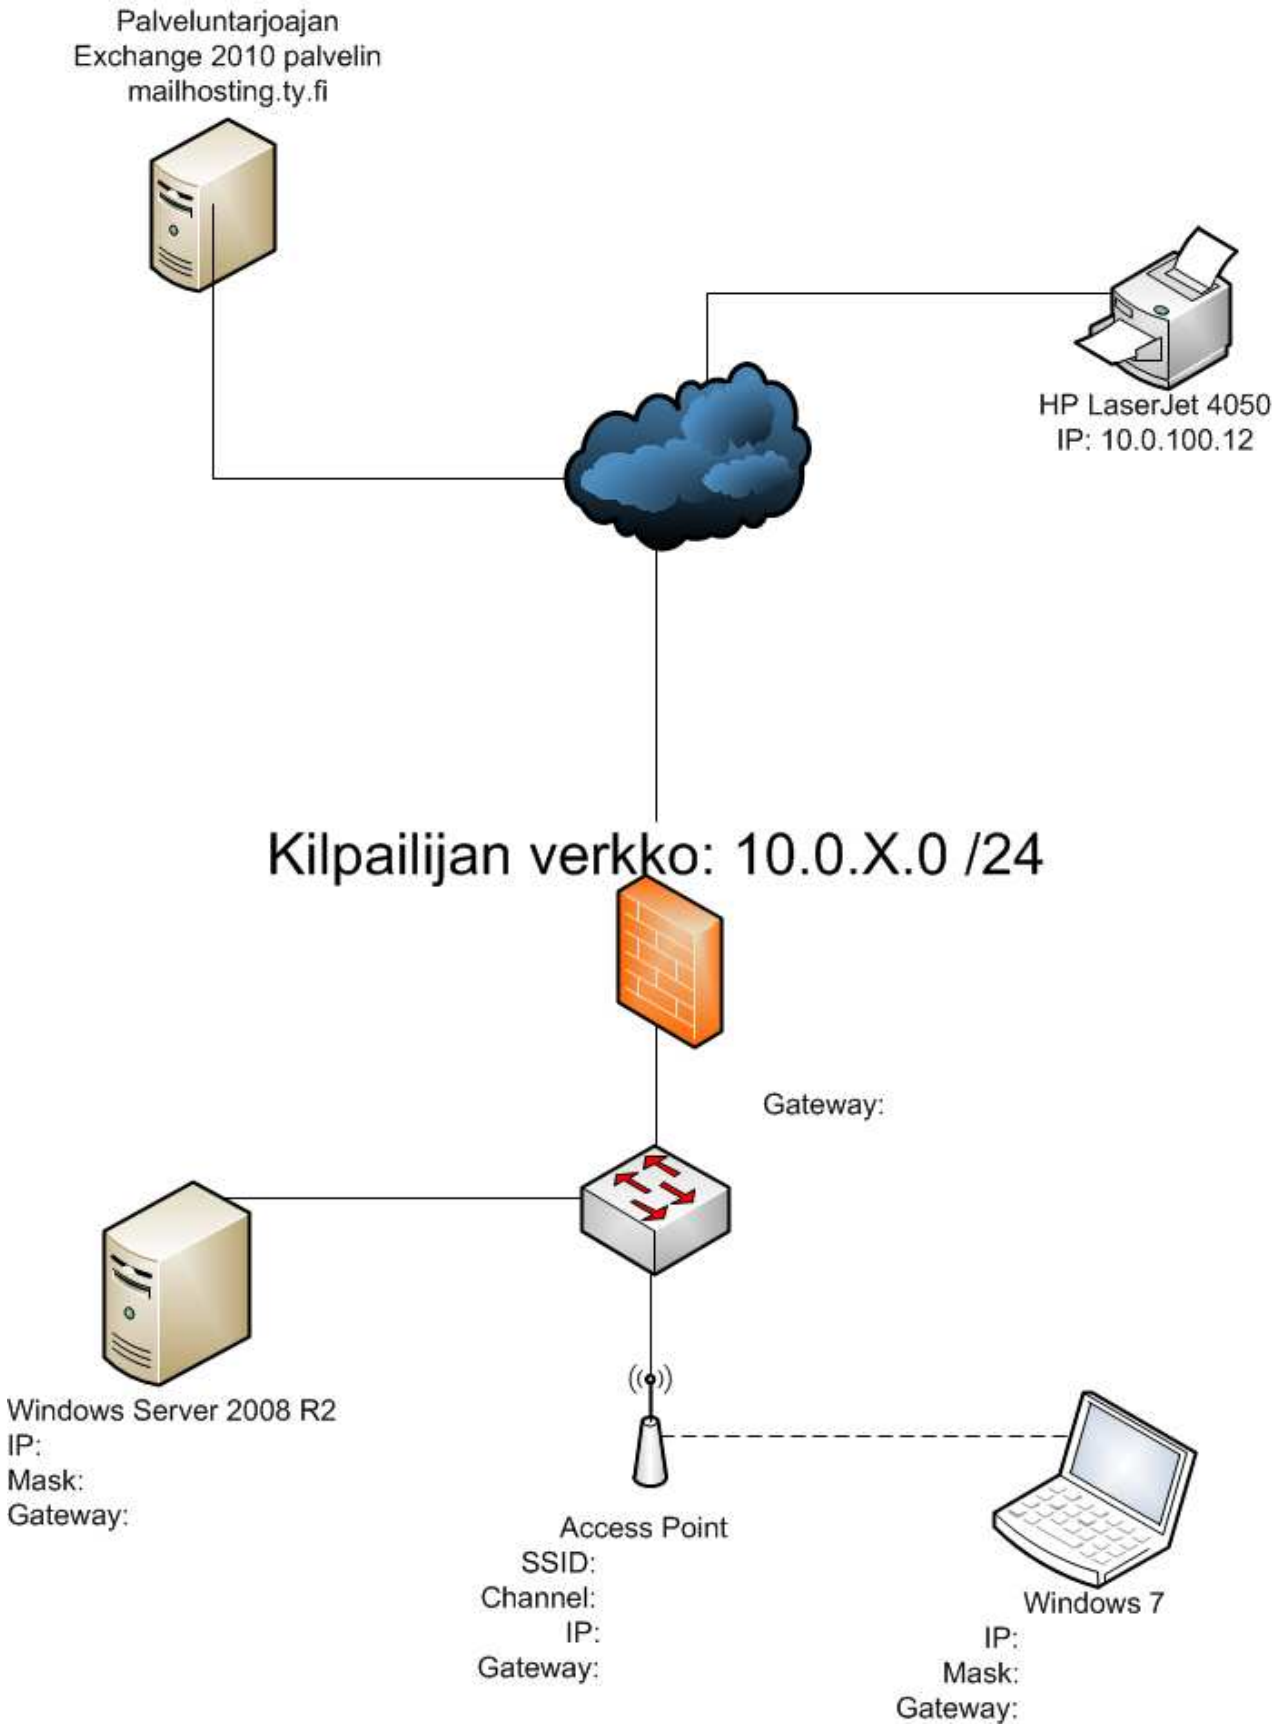 Palveluntarjoajan
Exchange 2010 palvelin
mailhosting.ty.fi
HP LaserJet 4050
IP: 10.0.100.12
Kilpailijan verkko: 10.0.X.0 /24
Gateway:
Windows Server 2008 R2
IP:
Mask:
Gateway:
Access Point
SSID:
Channel:
IP:
Gateway:
Windows 7
IP:
Mask:
Gateway: